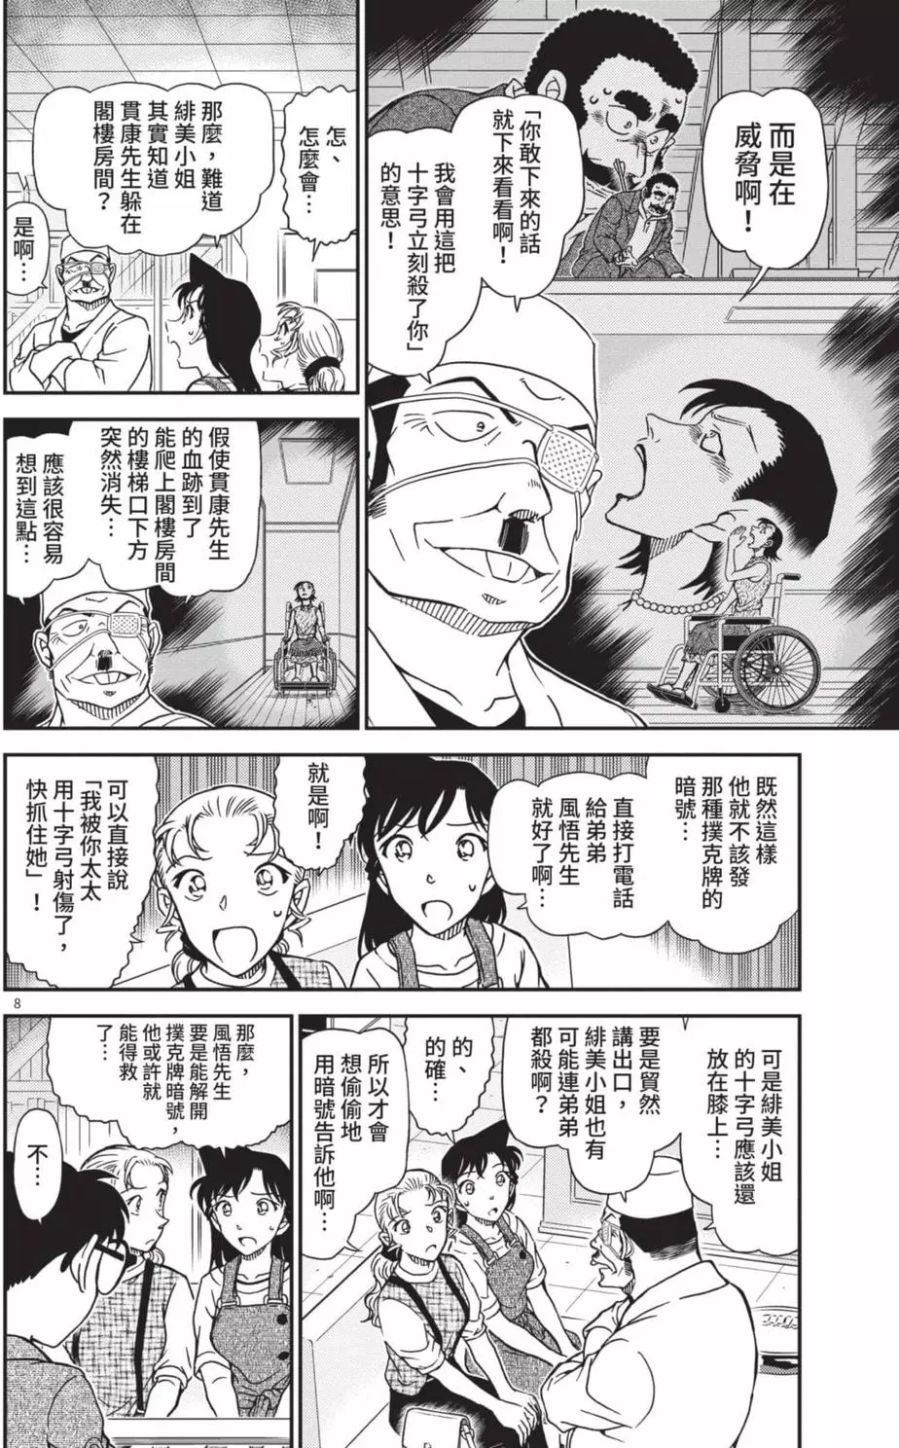 而是在
威脅啊！
「你敢下來的話
就下來看看啊！
我會用這把
十字弓立刻殺了你」
的意思！
怎、
怎麼會…
那麼，難道
緋美小姐
其實知道
貫康先生躲在
閣樓房間？
是啊…
假使貫康先生
的血跡到了
能爬上閣樓房間
的樓梯口下方
突然消失…
應該很容易
想到這點…
既然這樣
他就不該發
那種撲克牌的
暗號…
直接打電話
給弟弟
風悟先生
就好了啊…
就是啊！
可以直接說
「我被你太太
用十字弓射傷了，
快抓住她」！
8
可是緋美小姐
的十字弓應該還
放在膝上…
要是貿然
講出口，
緋美小姐也有
可能連弟弟
都殺啊？
的、
的確…
所以才會
想偷偷地
用暗號告訴他啊…
那麼，
風悟先生
要是能解開
撲克牌暗號，
他或許就
能得救
了…
不…